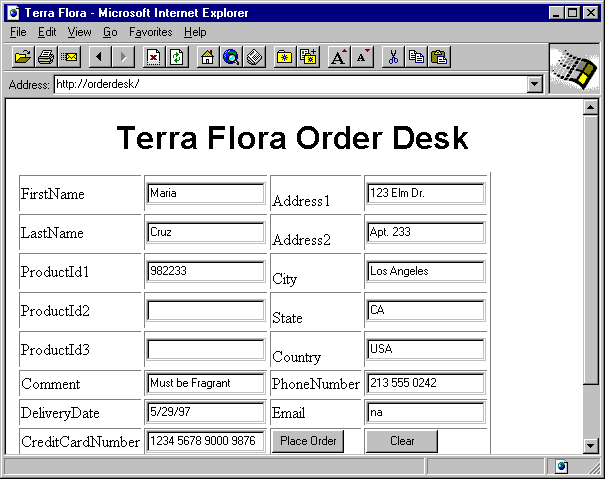 Terra Flora - Microsoft Internet Explorer
File Edit View Go Favorites Help
Address: http://orderdesk/
Terra Flora Order Desk
FirstName Maria Address1 123 Elm Dr.
LastName Cruz Address2 Apt. 233
ProductId1 982233 City Los Angeles
ProductId2 State CA
ProductId3 Country USA
Comment Must be Fragrant PhoneNumber 213 555 0242
DeliveryDate 5/29/97 Email na
CreditCardNumber 1234 5678 9000 9876 Place Order Clear